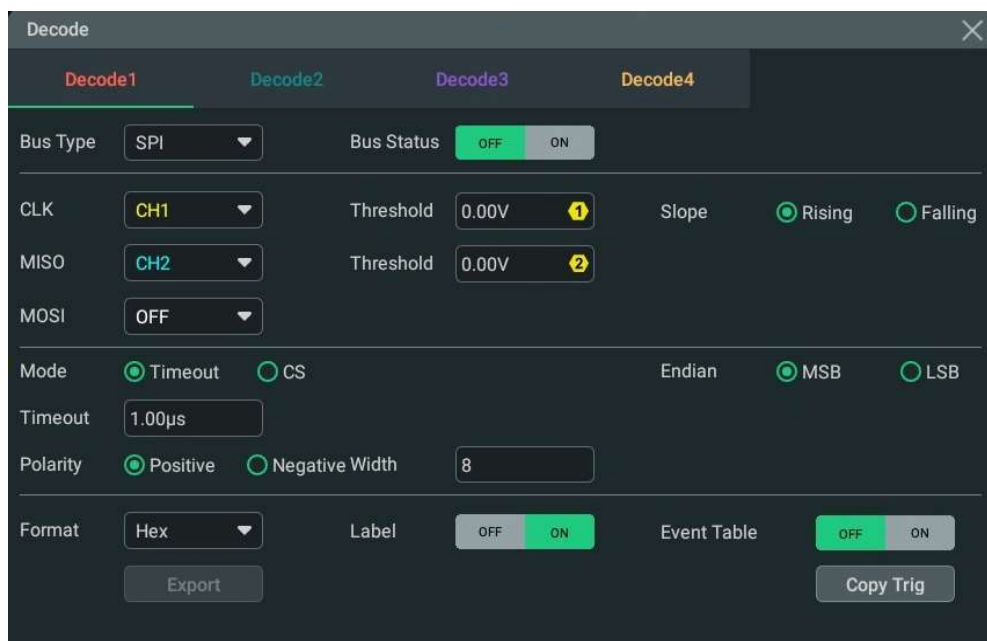 Decode
Decode1 Decode2 Decode3 Decode4
Bus Type SPI Bus Status OFF ON
CLK CH1 Threshold 0.00V 1 Slope Rising Falling
MISO CH2 Threshold 0.00V 2
MOSI OFF
Mode Timeout CS Endian MSB LSB
Timeout 1.00μs
Polarity Positive Negative Width 8
Format Hex Label OFF ON Event Table OFF ON
Export Copy Trig